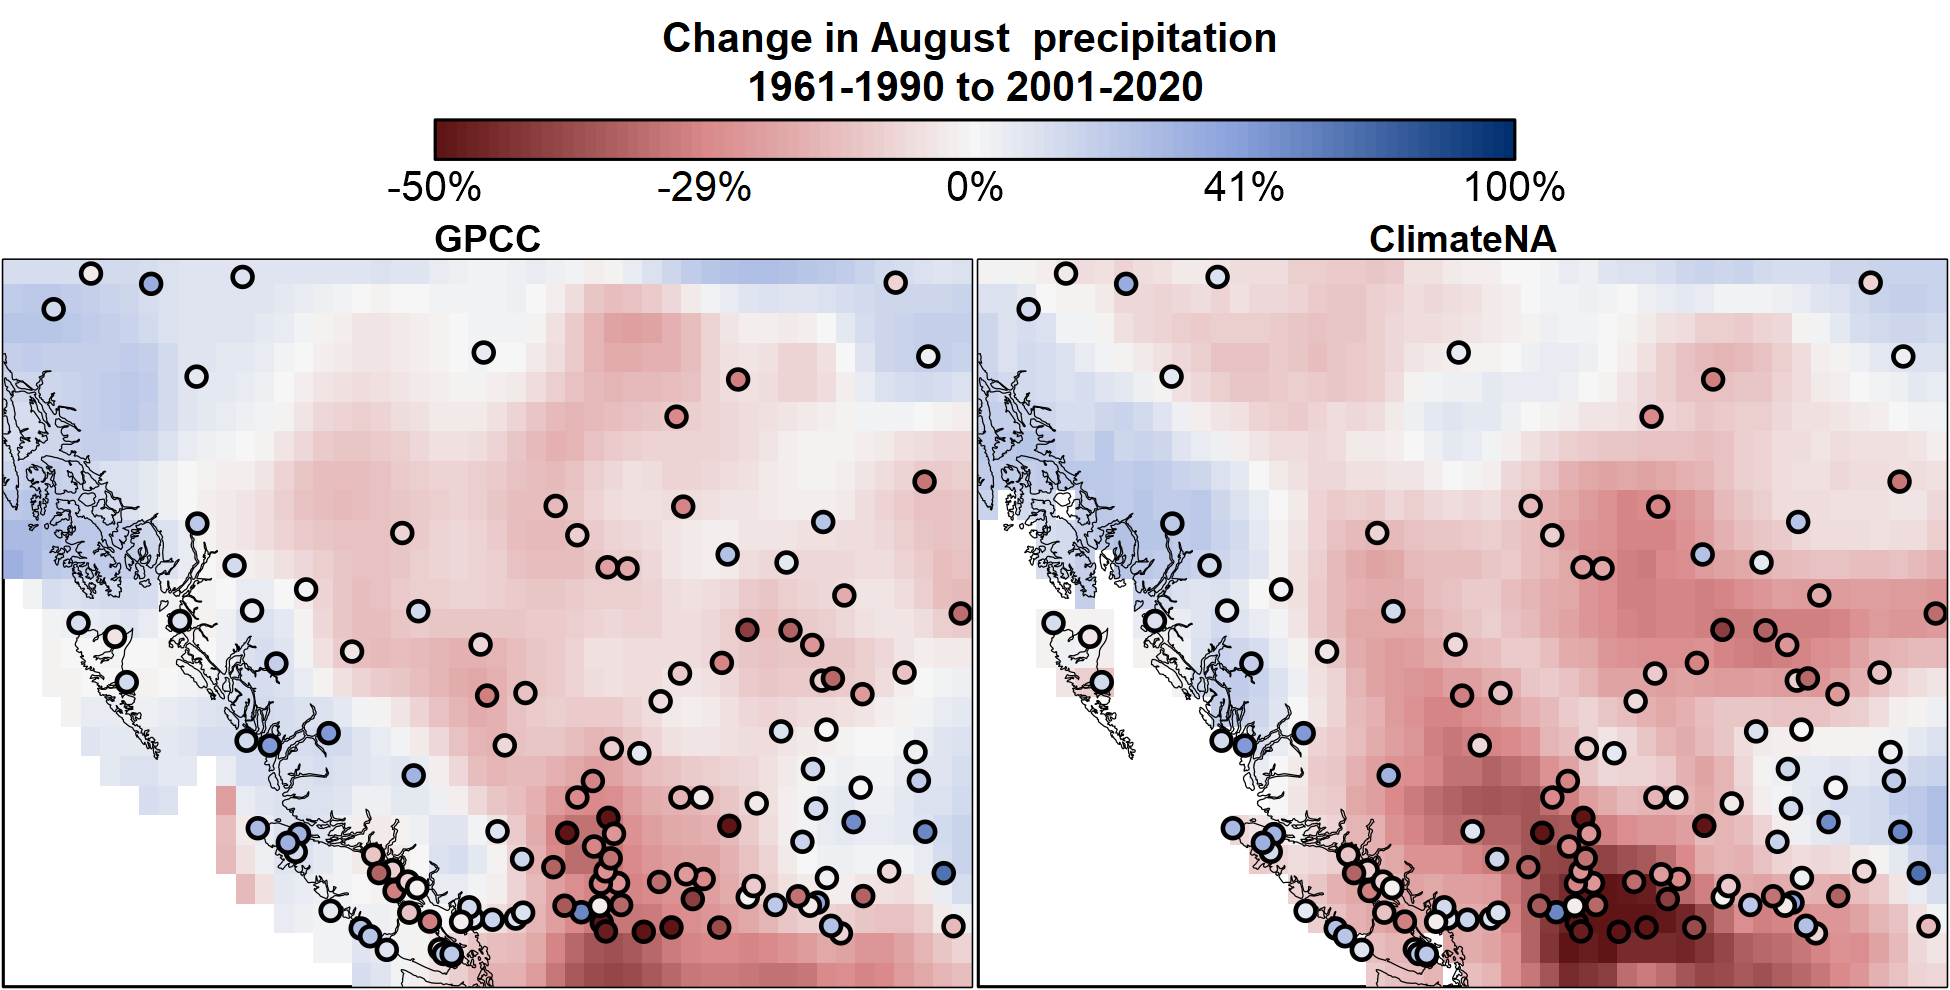 Change in August precipitation
1961-1990 to 2001-2020
-50% -29% 0% 41% 100%
GPCC ClimateNA